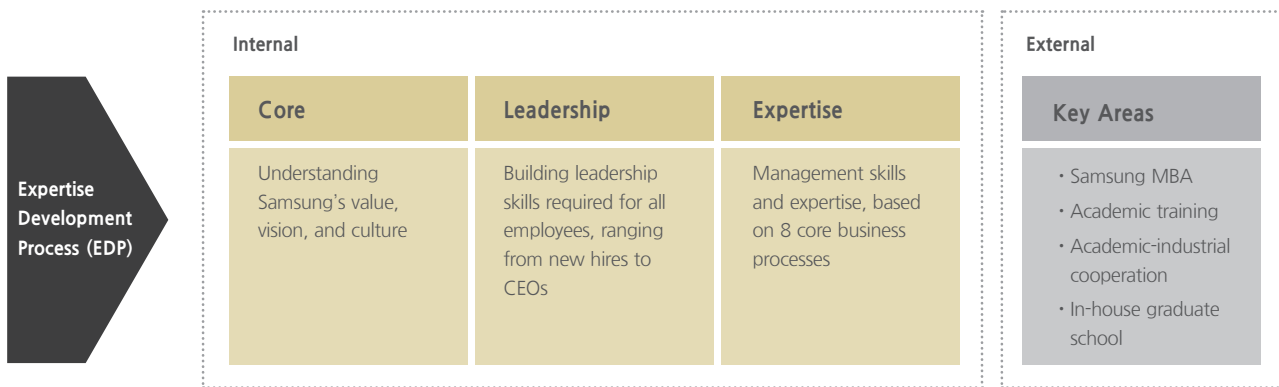 Expertise
Development
Process (EDP)
Internal
Core
Understanding
Samsung's value,
vision, and culture
Leadership
Building leadership
skills required for all
employees, ranging
from new hires to
CEOs
Expertise
Management skills
and expertise, based
on 8 core business
processes
External
Key Areas
· Samsung MBA
· Academic training
· Academic-industrial
cooperation
· In-house graduate
school